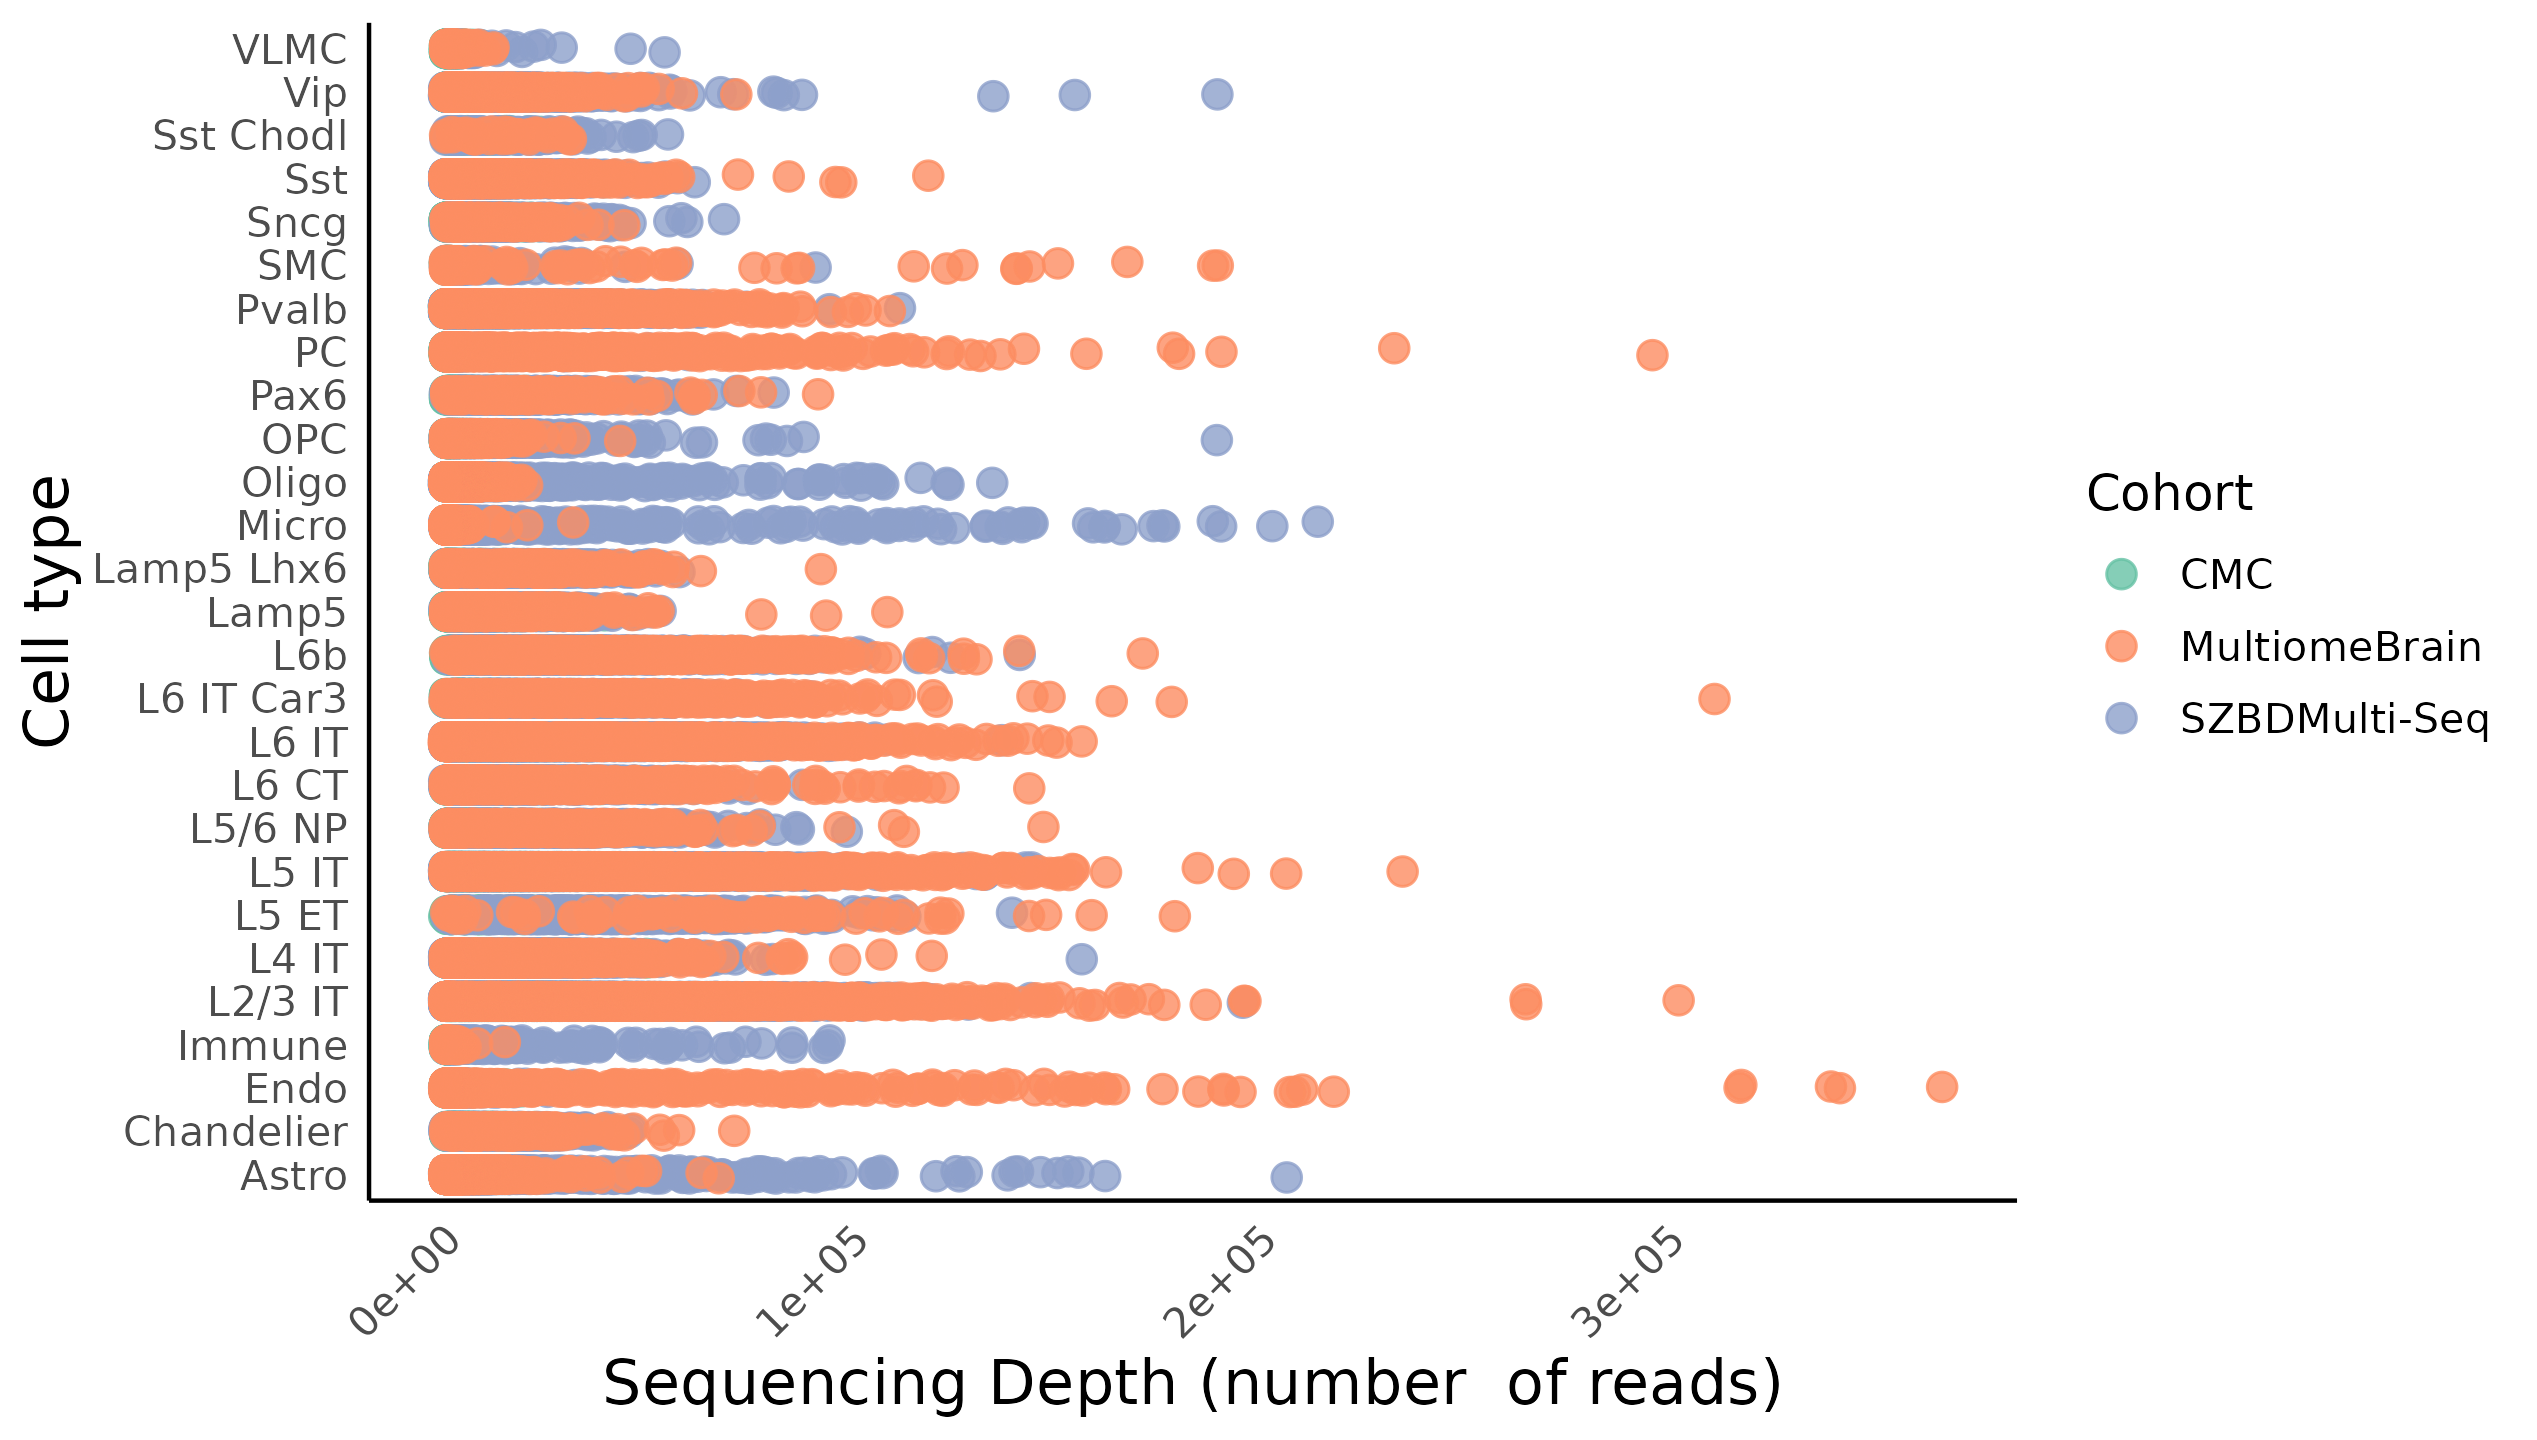 VLMC
Vip
Sst Chodl
Sst
Sncg
SMC
Pvalb
PC
Pax6
OPC
Oligo
Micro
Lamp5 Lhx6
Lamp5
L6b
L6 IT Car3
L6 IT
L6 CT
L5/6 NP
L5 IT
L5 ET
L4 IT
L2/3 IT
Immune
Endo
Chandelier
Astro
Cell type
0e+00
1e+05
2e+05
3e+05
Sequencing Depth (number  of reads)
Cohort
CMC
MultiomeBrain
SZBDMulti-Seq